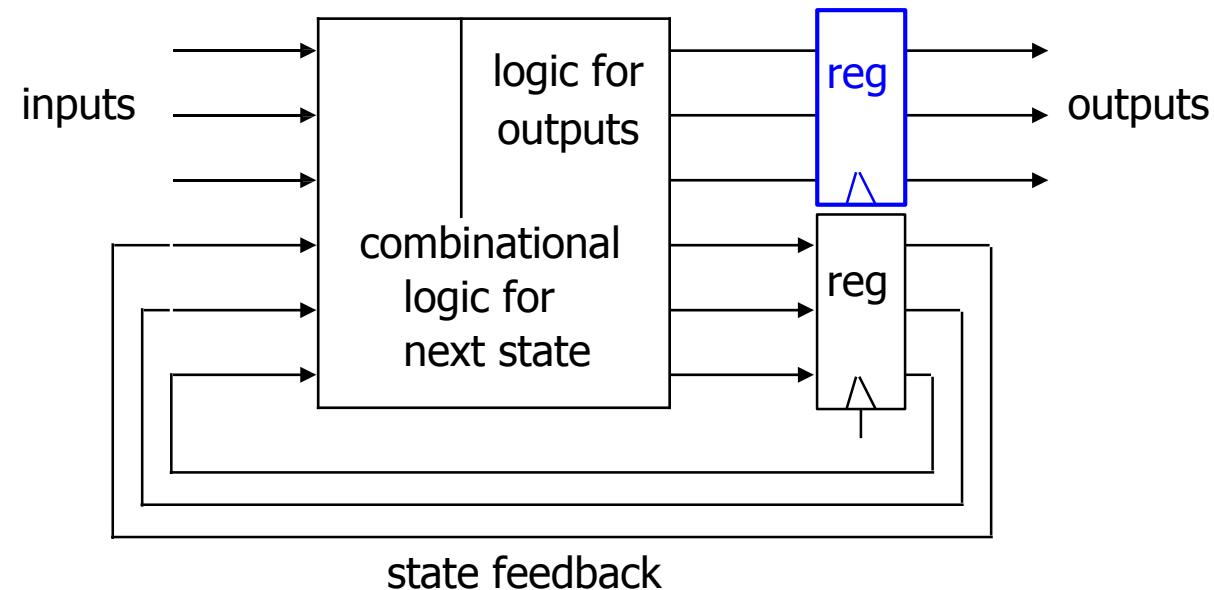 inputs
logic for
outputs
reg
outputs
combinational
logic for
next state
reg
state feedback